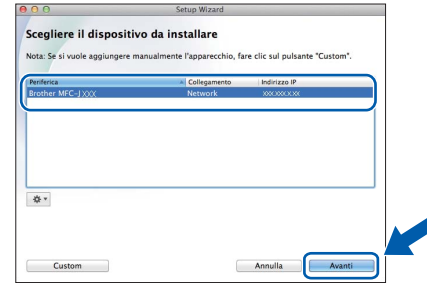 Setup Wizard
Scegliere il dispositivo da installare
Nota: Se si vuole aggiungere manualmente l'apparecchio, fare clic sul pulsante "Custom".
Periferica Collegamento Indirizzo IP
Brother MFC-J XXX Network XXX.XXX.X.XX
Custom Annulla Avanti